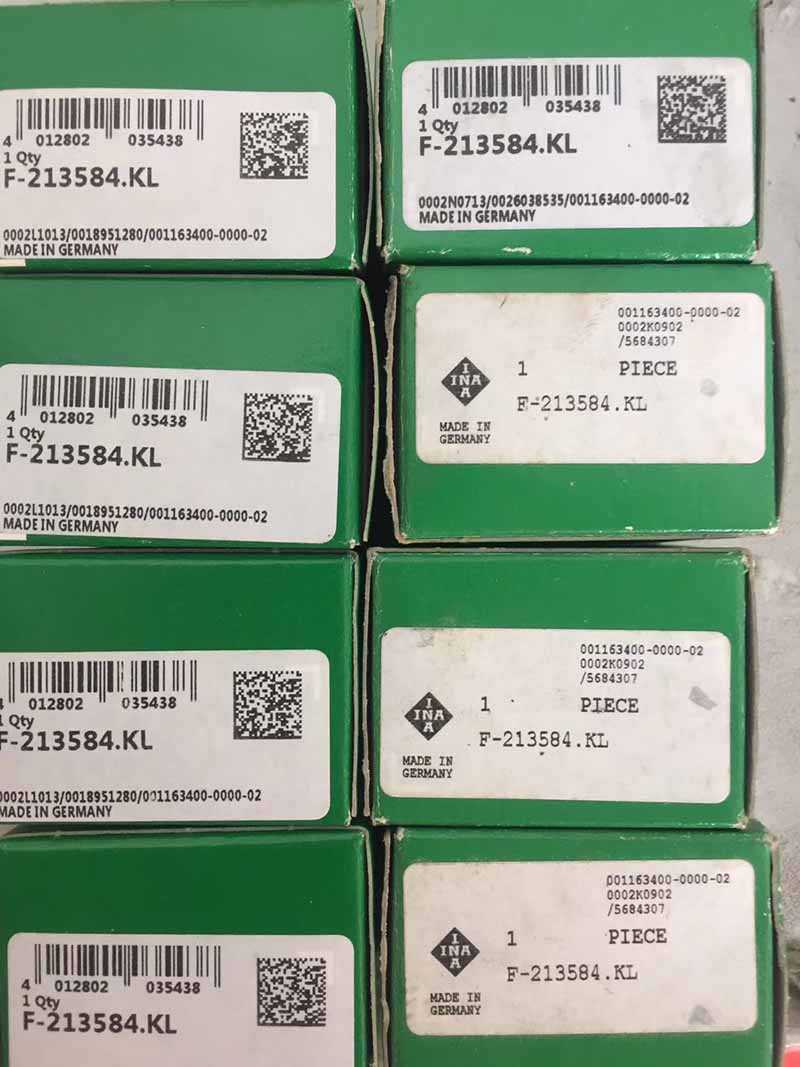 4 012802 035438
1 Qty
F-213584.KL
0002L1013/0018951280/001163400-0000-02
MADE IN GERMANY
4 012802 035438
1 Qty
F-213584.KL
0002N0713/0026038535/001163400-0000-02
MADE IN GERMANY
4 012802 035438
1 Qty
F-213584.KL
0002L1013/0018951280/001163400-0000-02
MADE IN GERMANY
001163400-0000-02
0002K0902
/5684307
I
INA
A
1 PIECE
F-213584.KL
MADE IN
GERMANY
4 012802 035438
1 Qty
F-213584.KL
0002L1013/0018951280/001163400-0000-02
MADE IN GERMANY
001163400-0000-02
0002K0902
/5684307
I
INA
A
1 PIECE
F-213584.KL
MADE IN
GERMANY
4 012802 035438
1 Qty
F-213584.KL
001163400-0000-02
0002K0902
/5684307
I
INA
A
1 PIECE
F-213584.KL
MADE IN
GERMANY